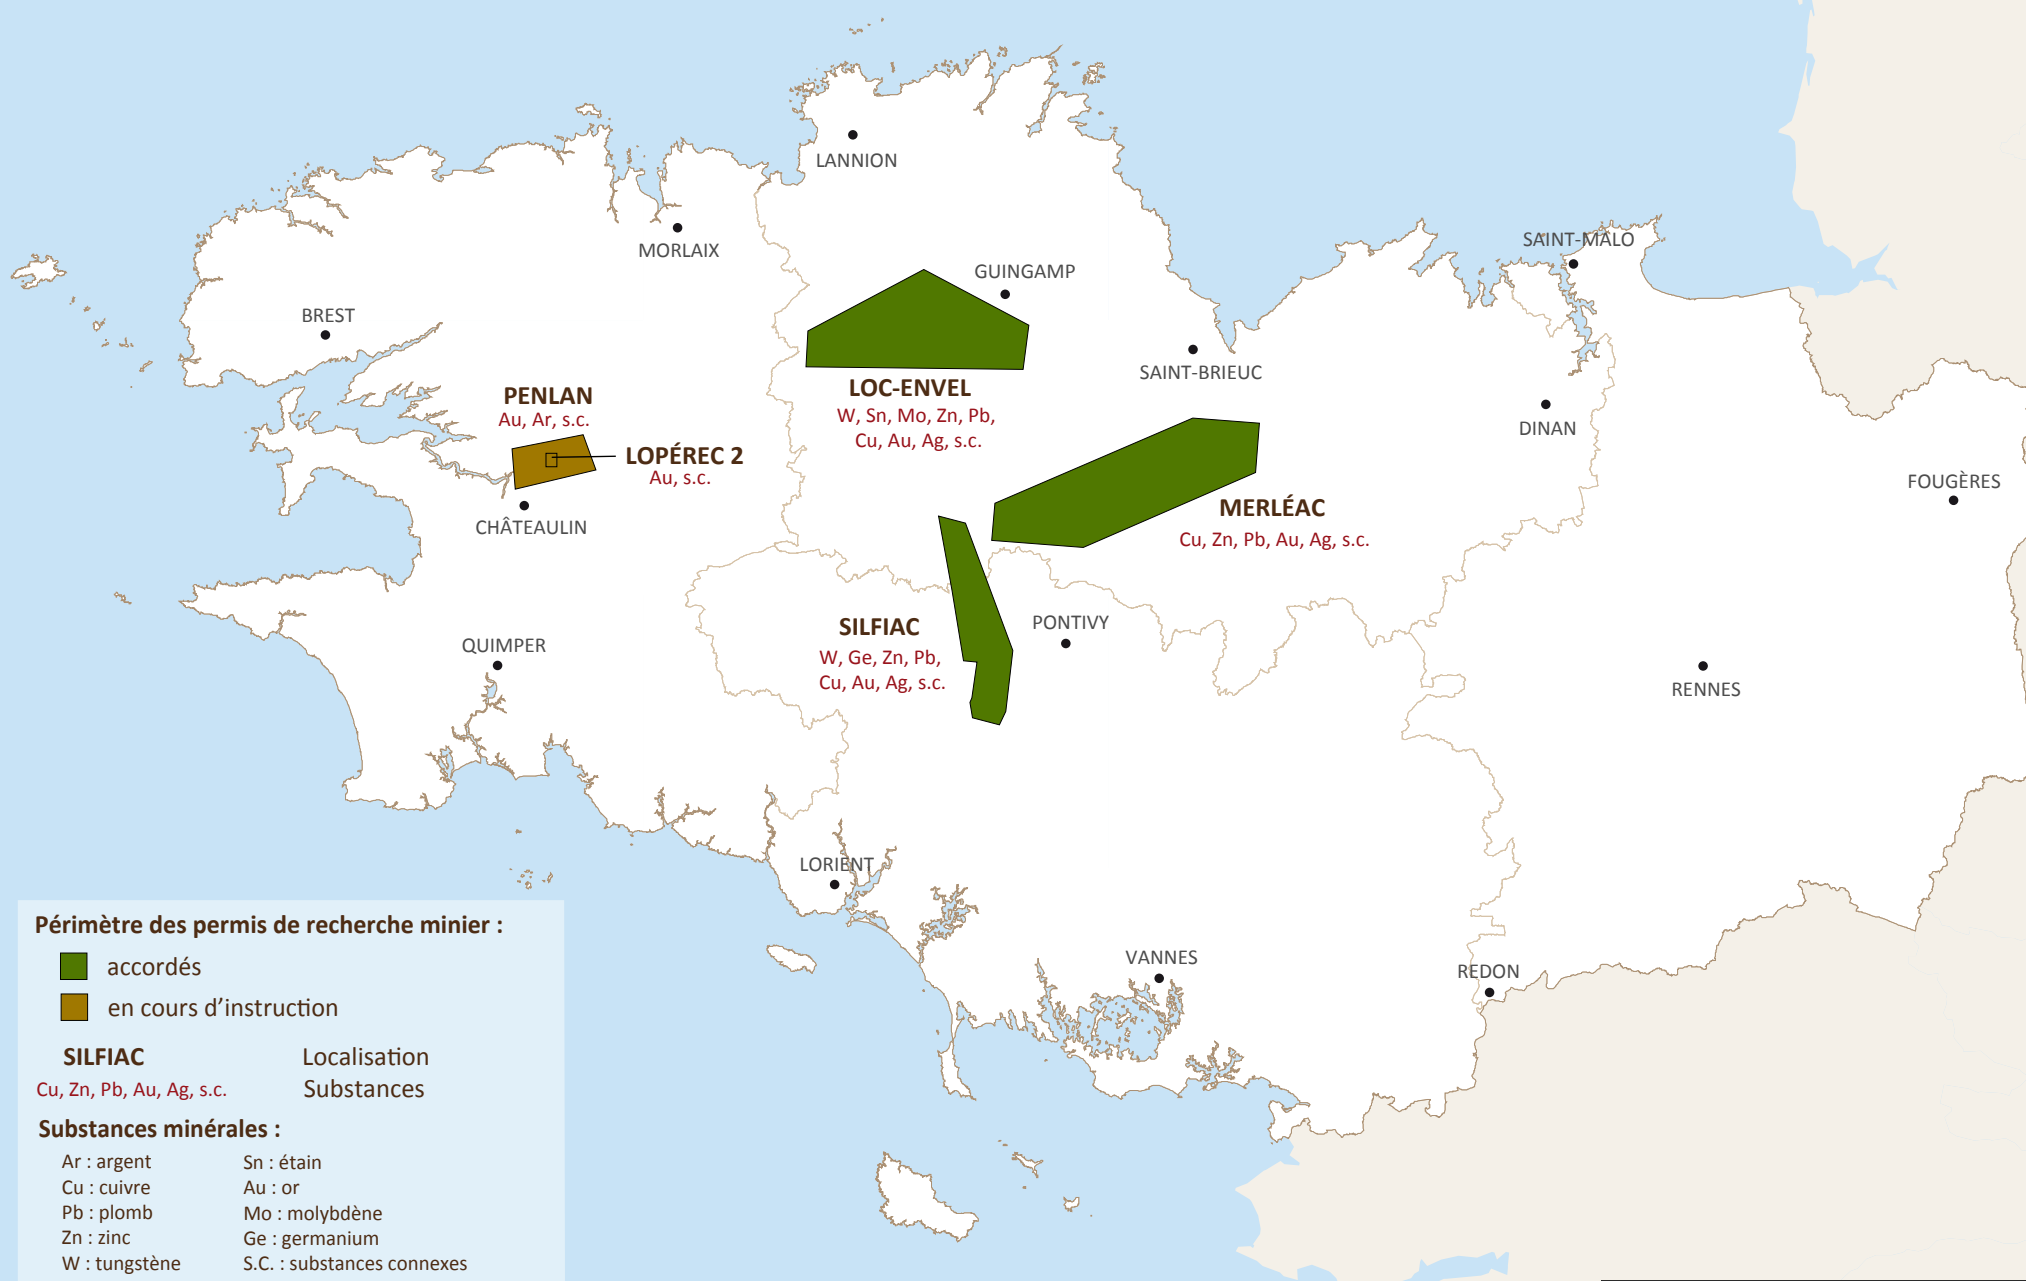 LANNION
SAINT-MALO
MORLAIX
GUINGAMP
BREST
SAINT-BRIEUC
PENLAN
Au, Ar, s.c.
LOC-ENVEL
W, Sn, Mo, Zn, Pb,
Cu, Au, Ag, s.c.
DINAN
LOPÉREC 2
Au, s.c.
FOUGÈRES
CHÂTEAULIN
MERLÉAC
Cu, Zn, Pb, Au, Ag, s.c.
SILFIAC
W, Ge, Zn, Pb,
Cu, Au, Ag, s.c.
PONTIVY
QUIMPER
RENNES
LORIENT
VANNES
REDON
Périmètre des permis de recherche minier :
accordés
en cours d'instruction
SILFIAC Localisation
Cu, Zn, Pb, Au, Ag, s.c. Substances
Substances minérales :
Ar : argent Sn : étain
Cu : cuivre Au : or
Pb : plomb Mo : molybdène
Zn : zinc Ge : germanium
W : tungstène S.C. : substances connexes